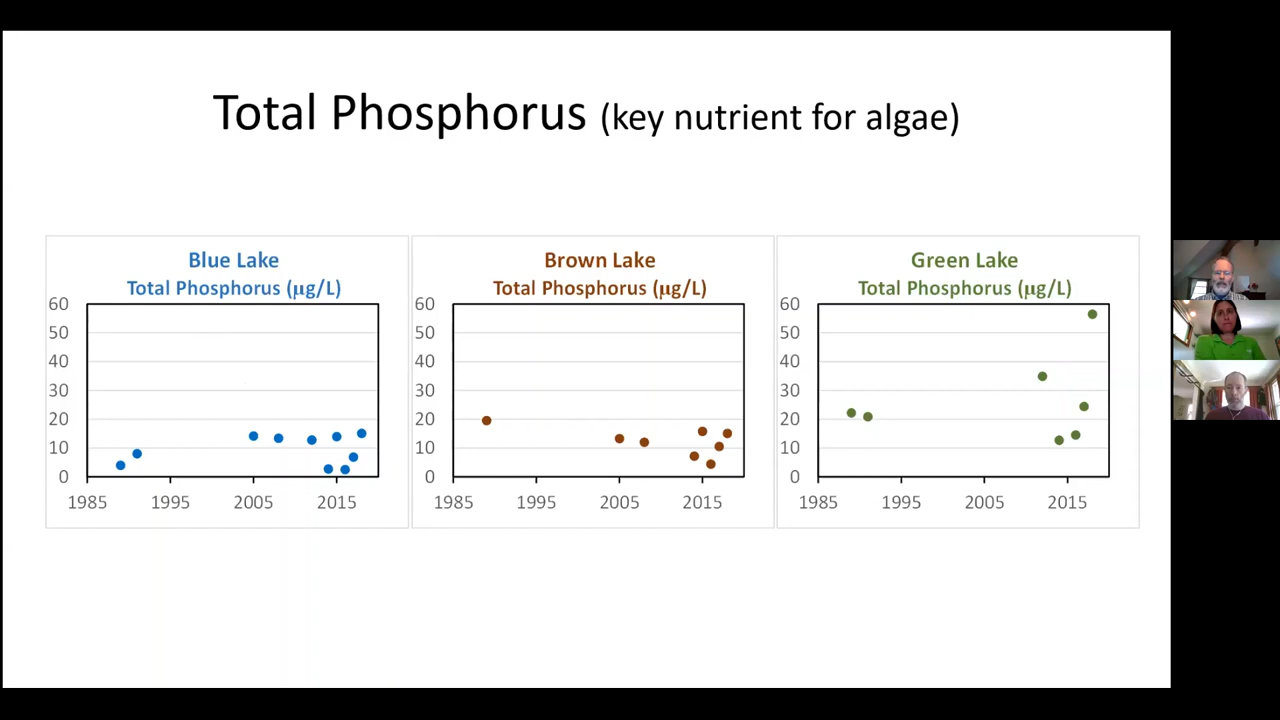 Total Phosphorus (key nutrient for algae)
Blue Lake
Total Phosphorus (µg/L)
60
50
40
30
20
10
0
1985 1995 2005 2015
Brown Lake
Total Phosphorus (µg/L)
60
50
40
30
20
10
0
1985 1995 2005 2015
Green Lake
Total Phosphorus (µg/L)
60
50
40
30
20
10
0
1985 1995 2005 2015